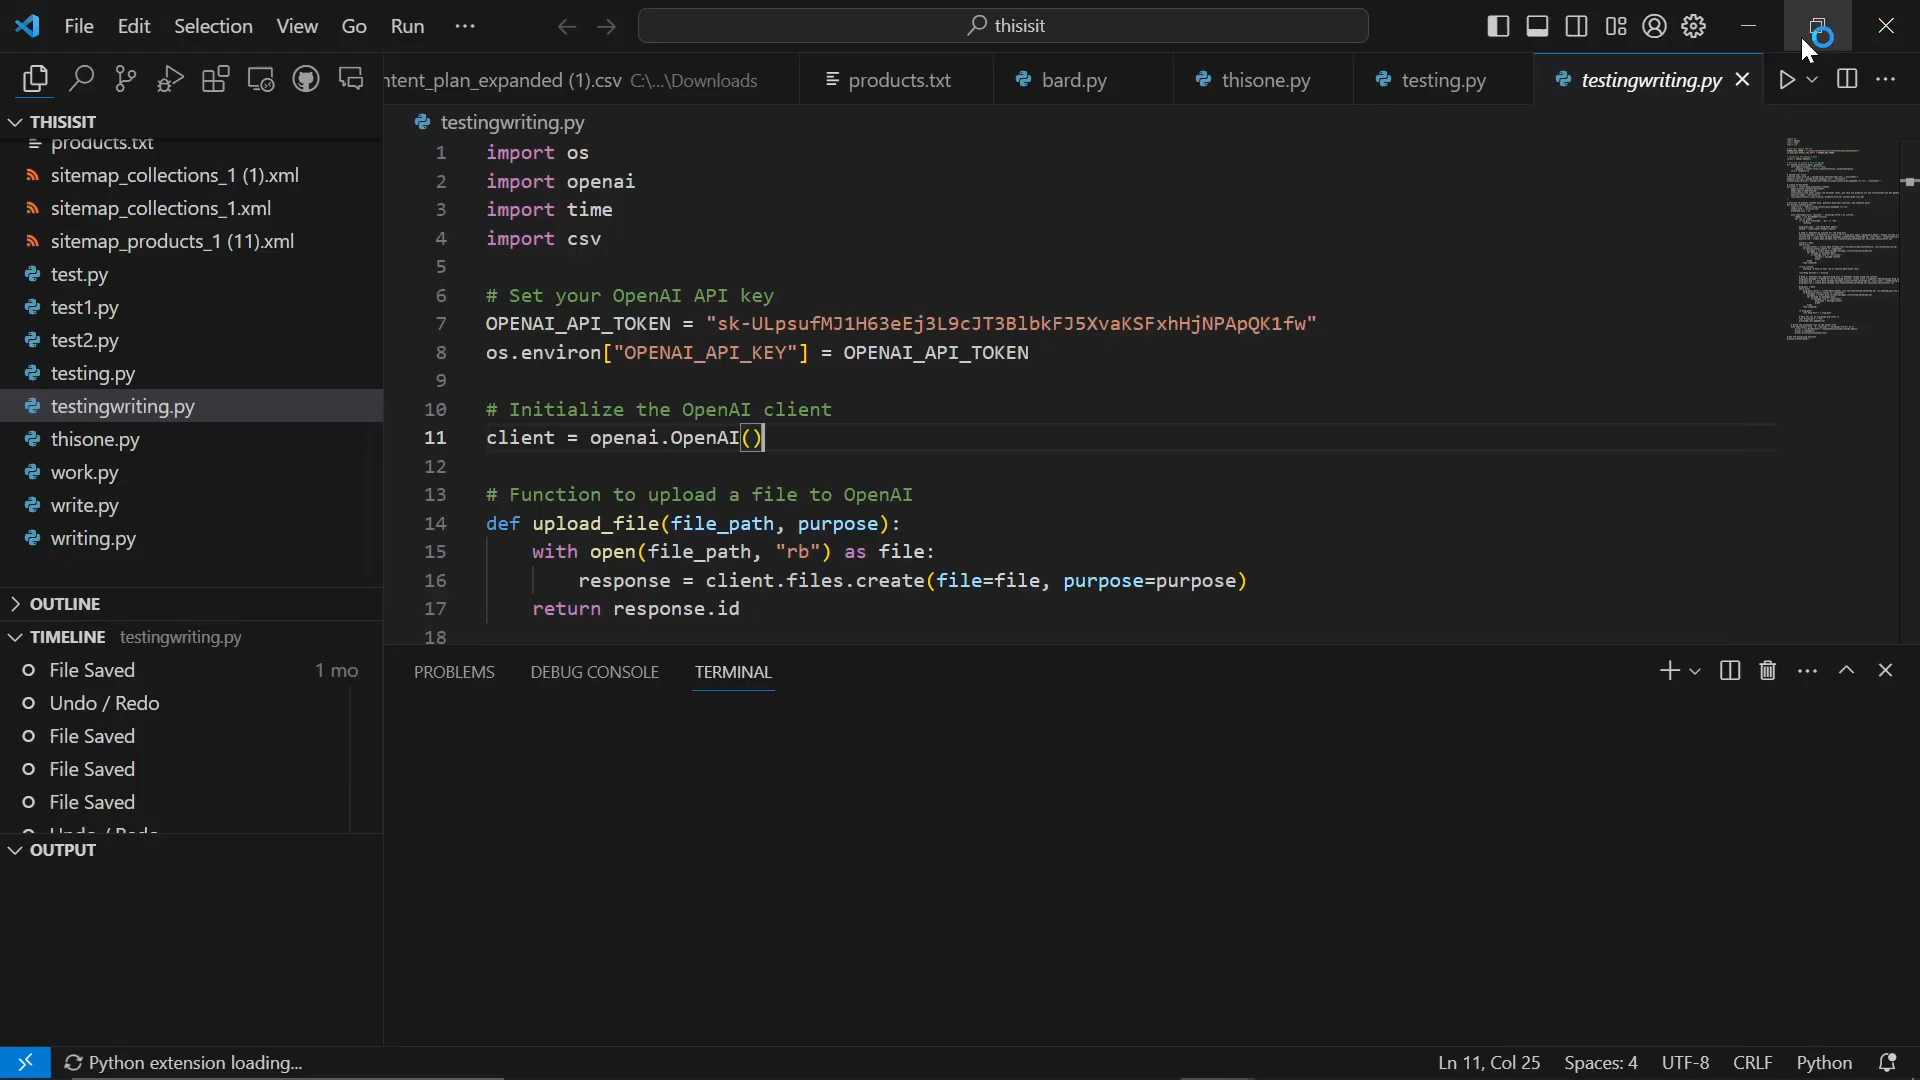 File Edit Selection View Go Run ...
thisisit
ntent_plan_expanded (1).csv C:\...\Downloads
products.txt
bard.py
thisone.py
testing.py
testingwriting.py
THISISIT
products.txt
sitemap_collections_1 (1).xml
sitemap_collections_1.xml
sitemap_products_1 (11).xml
test.py
test1.py
test2.py
testing.py
testingwriting.py
thisone.py
work.py
write.py
writing.py
OUTLINE
TIMELINE testingwriting.py
File Saved 1 mo
Undo / Redo
File Saved
File Saved
File Saved
Undo / Redo
OUTPUT
testingwriting.py
1 import os
2 import openai
3 import time
4 import csv
5
6 # Set your OpenAI API key
7 OPENAI_API_TOKEN = "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"
8 os.environ["OPENAI_API_KEY"] = OPENAI_API_TOKEN
9
10 # Initialize the OpenAI client
11 client = openai.OpenAI()
12
13 # Function to upload a file to OpenAI
14 def upload_file(file_path, purpose):
15 with open(file_path, "rb") as file:
16 response = client.files.create(file=file, purpose=purpose)
17 return response.id
18
PROBLEMS DEBUG CONSOLE TERMINAL
Python extension loading...
Ln 11, Col 25 Spaces: 4 UTF-8 CRLF Python